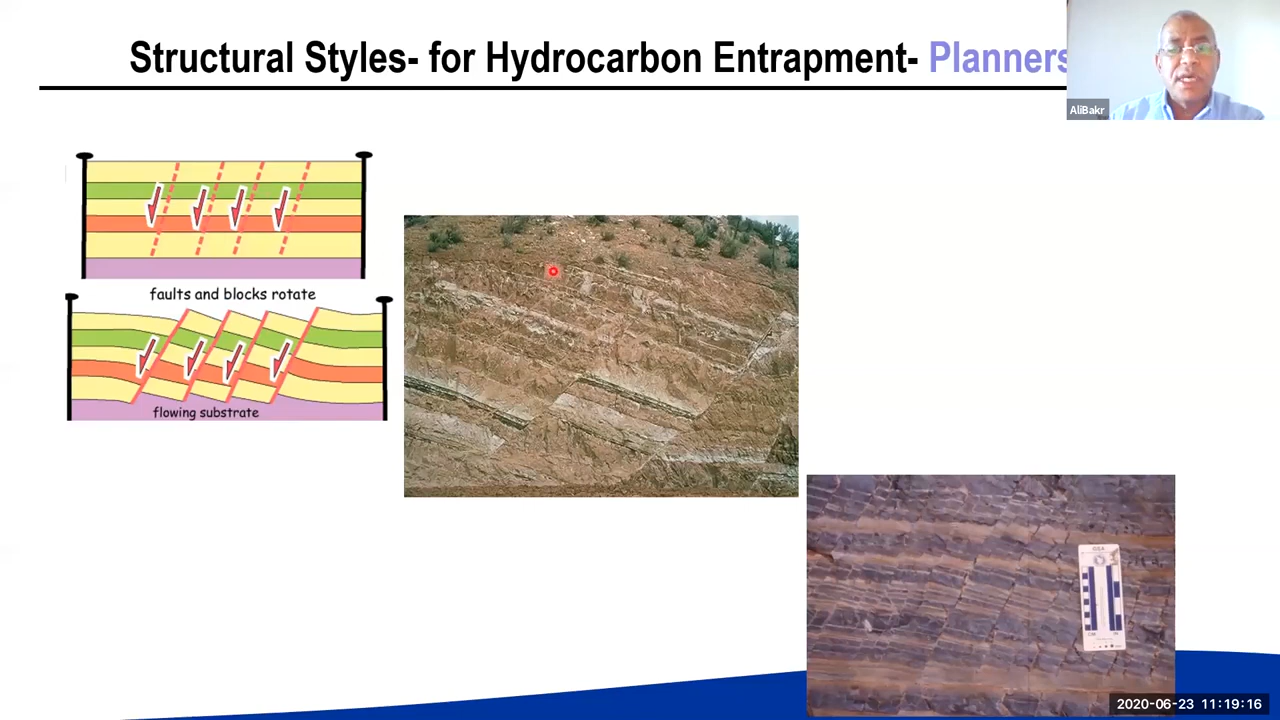 Structural Styles- for Hydrocarbon Entrapment- Planners
AliBakr
faults and blocks rotate
flowing substrate
2020-06-23 11:19:16